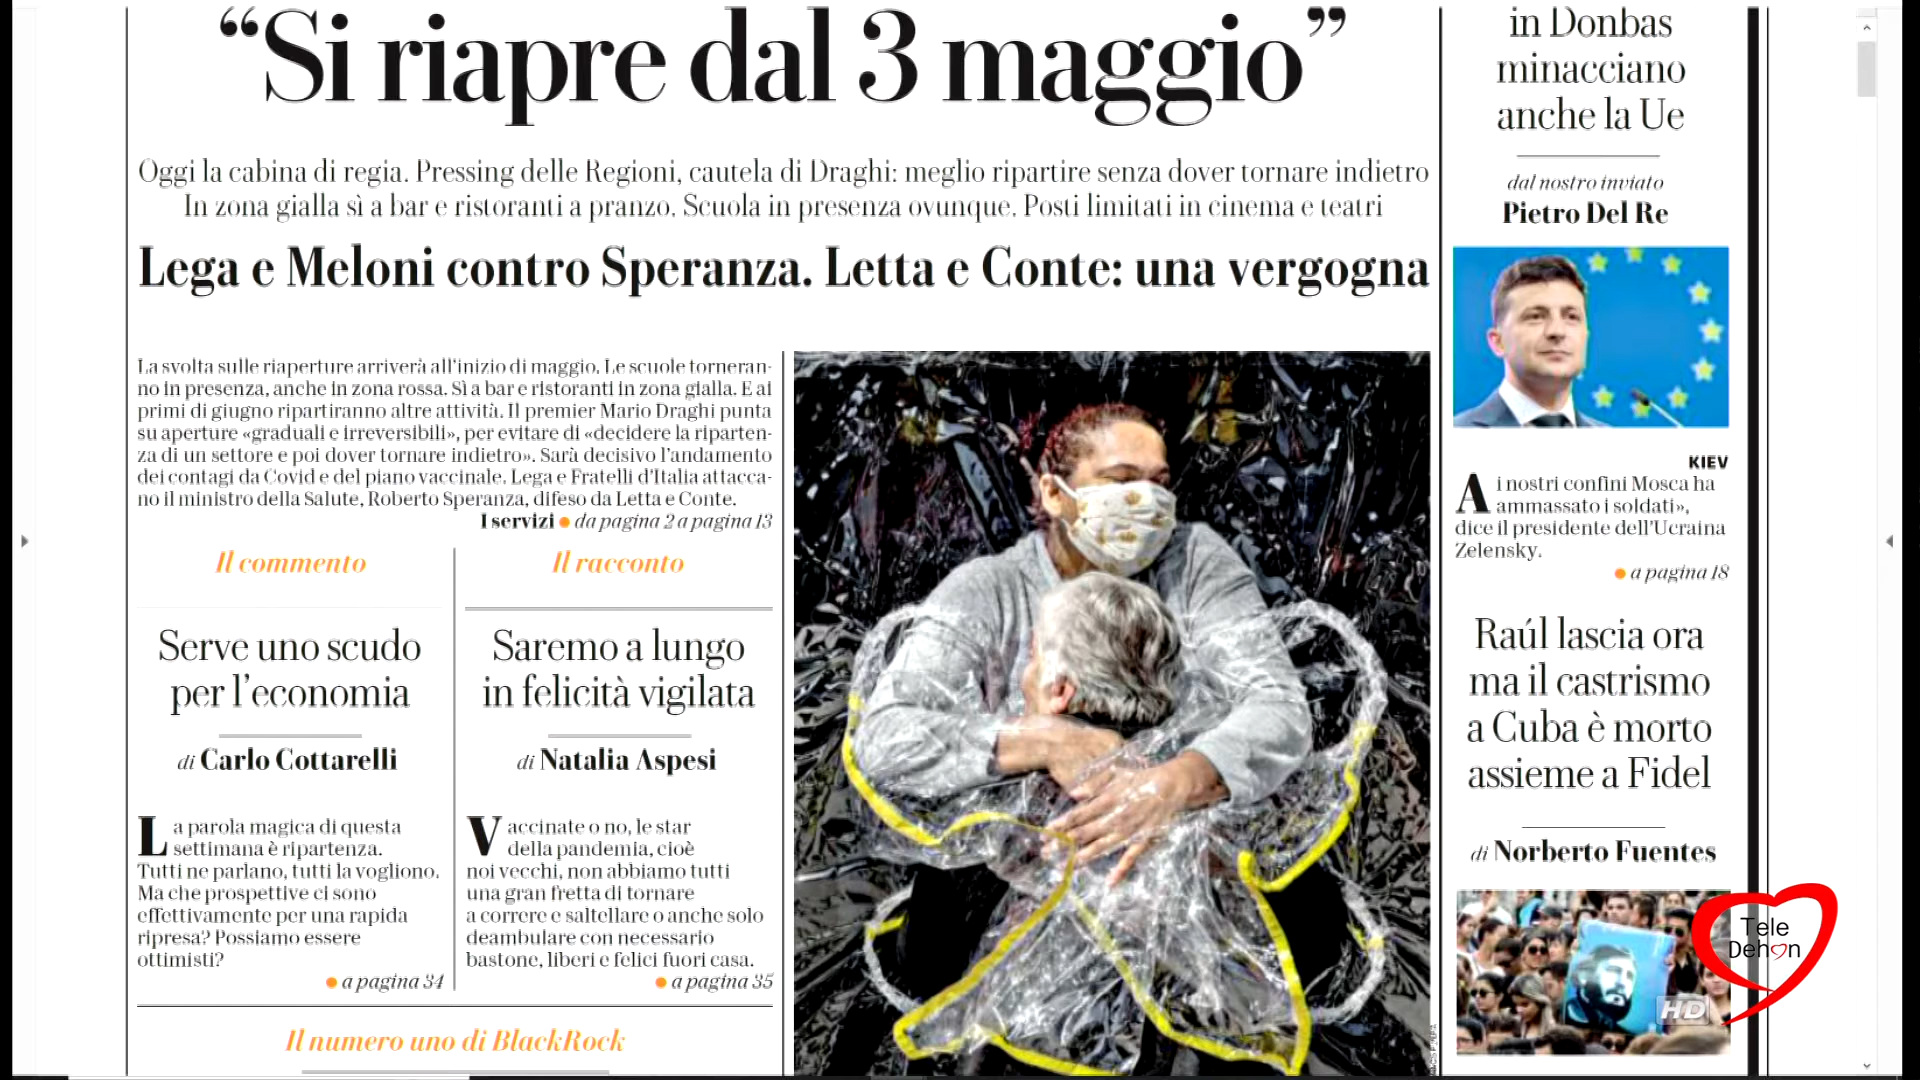 “Si riapre dal 3 maggio”
Oggi la cabina di regia. Pressing delle Regioni, cautela di Draghi: meglio ripartire senza dover tornare indietro
In zona gialla sì a bar e ristoranti a pranzo. Scuola in presenza ovunque. Posti limitati in cinema e teatri
Lega e Meloni contro Speranza. Letta e Conte: una vergogna
La svolta sulle riaperture arriverà all'inizio di maggio. Le scuole torneran-
no in presenza, anche in zona rossa. Sì a bar e ristoranti in zona gialla. E ai
primi di giugno ripartiranno altre attività. Il premier Mario Draghi punta
su aperture «graduali e irreversibili», per evitare di «decidere la riparten-
za di un settore e poi dover tornare indietro». Sarà decisivo l'andamento
dei contagi da Covid e del piano vaccinale. Lega e Fratelli d'Italia attacca-
no il ministro della Salute, Roberto Speranza, difeso da Letta e Conte.
I servizi ● da pagina 2 a pagina 13
Il commento
Serve uno scudo
per l'economia
di Carlo Cottarelli
La parola magica di questa
settimana è ripartenza.
Tutti ne parlano, tutti la vogliono.
Ma che prospettive ci sono
effettivamente per una rapida
ripresa? Possiamo essere
ottimisti?
● a pagina 34
Il racconto
Saremo a lungo
in felicità vigilata
di Natalia Aspesi
Vaccinate o no, le star
della pandemia, cioè
noi vecchi, non abbiamo tutti
una gran fretta di tornare
a correre e saltellare o anche solo
deambulare con necessario
bastone, liberi e felici fuori casa.
● a pagina 35
Il numero uno di BlackRock
in Donbas
minacciano
anche la Ue
dal nostro inviato
Pietro Del Re
KIEV
Ai nostri confini Mosca ha
ammassato i soldati»,
dice il presidente dell'Ucraina
Zelensky.
● a pagina 18
Raúl lascia ora
ma il castrismo
a Cuba è morto
assieme a Fidel
di Norberto Fuentes
Tele
Dehon
HD